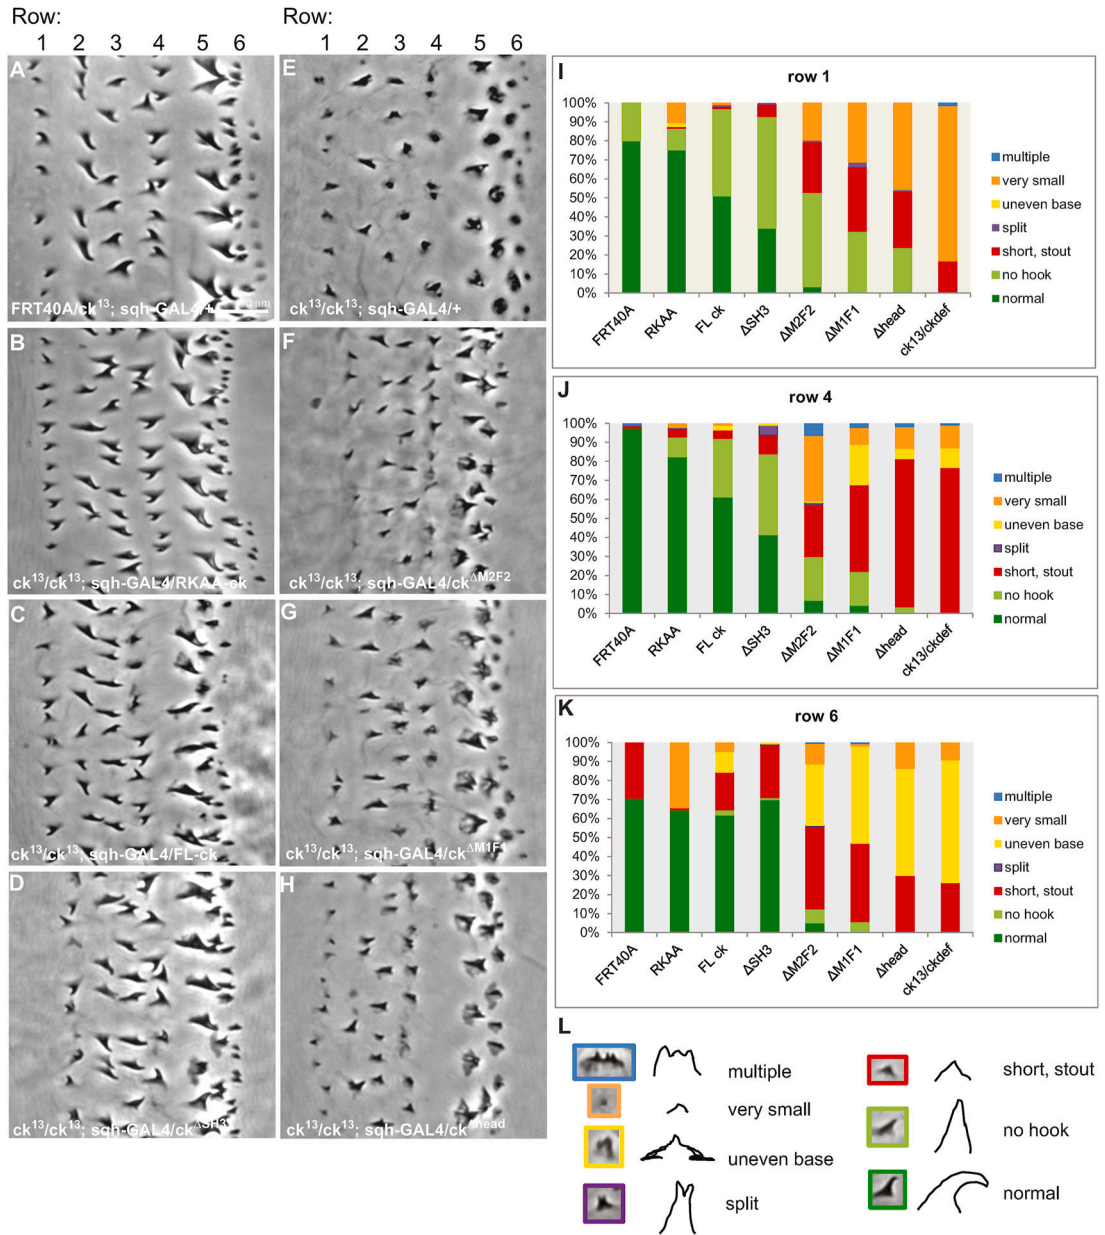 Row:
1 2 3 4 5 6
Row:
1 2 3 4 5 6
A
FRT40A/ck13; sqh-GAL4/+
10 µm
B
ck13/ck13; sqh-GAL4/RKAA-ck
C
ck13/ck13; sqh-GAL4/FL-ck
D
ck13/ck13; sqh-GAL4/ckΔSH3
E
ck13/ck13; sqh-GAL4/+
F
ck13/ck13; sqh-GAL4/ckΔM2F2
G
ck13/ck13; sqh-GAL4/ckΔM1F1
H
ck13/ck13; sqh-GAL4/ckΔhead
I
row 1
100%
90%
80%
70%
60%
50%
40%
30%
20%
10%
0%
FRT40A
RKAA
FL ck
ΔSH3
ΔM2F2
ΔM1F1
Δhead
ck13/ckdef
multiple
very small
uneven base
split
short, stout
no hook
normal
J
row 4
100%
90%
80%
70%
60%
50%
40%
30%
20%
10%
0%
FRT40A
RKAA
FL ck
ΔSH3
ΔM2F2
ΔM1F1
Δhead
ck13/ckdef
multiple
very small
uneven base
split
short, stout
no hook
normal
K
row 6
100%
90%
80%
70%
60%
50%
40%
30%
20%
10%
0%
FRT40A
RKAA
FL ck
ΔSH3
ΔM2F2
ΔM1F1
Δhead
ck13/ckdef
multiple
very small
uneven base
split
short, stout
no hook
normal
L
multiple
very small
uneven base
split
short, stout
no hook
normal